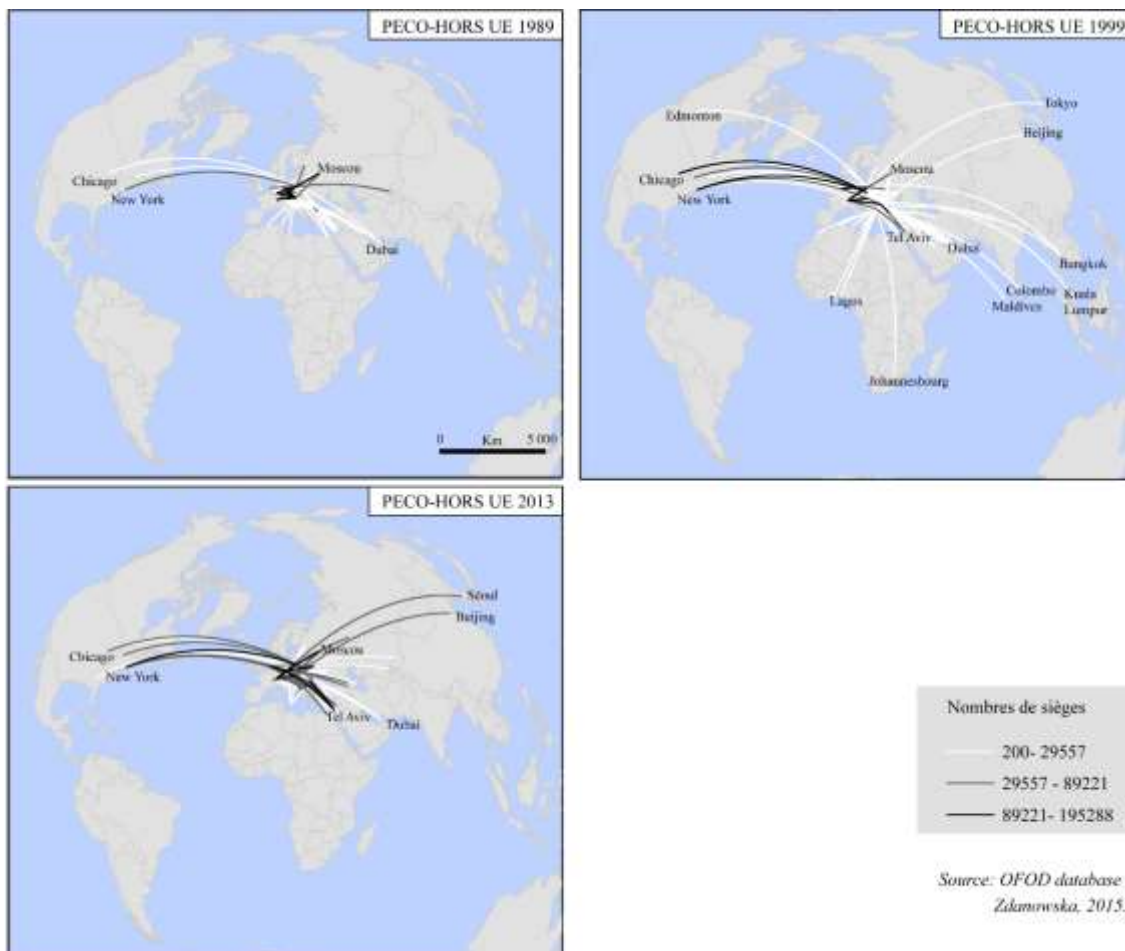 PECO-HORS UE 1989
Chicago
New York
Moscou
Dubai
0 Km 5 000
PECO-HORS UE 1999
Edmonton
Tokyo
Beijing
Chicago
New York
Moscou
Tel Aviv
Dubai
Bangkok
Colombo
Maldives
Kuala
Lumpur
Lagos
Johannesbourg
PECO-HORS UE 2013
Séoul
Beijing
Chicago
New York
Moscou
Tel Aviv
Dubai
Nombres de sièges
200- 29557
29557 - 89221
89221- 195288
Source: OFOD database
Zdanowska, 2015.